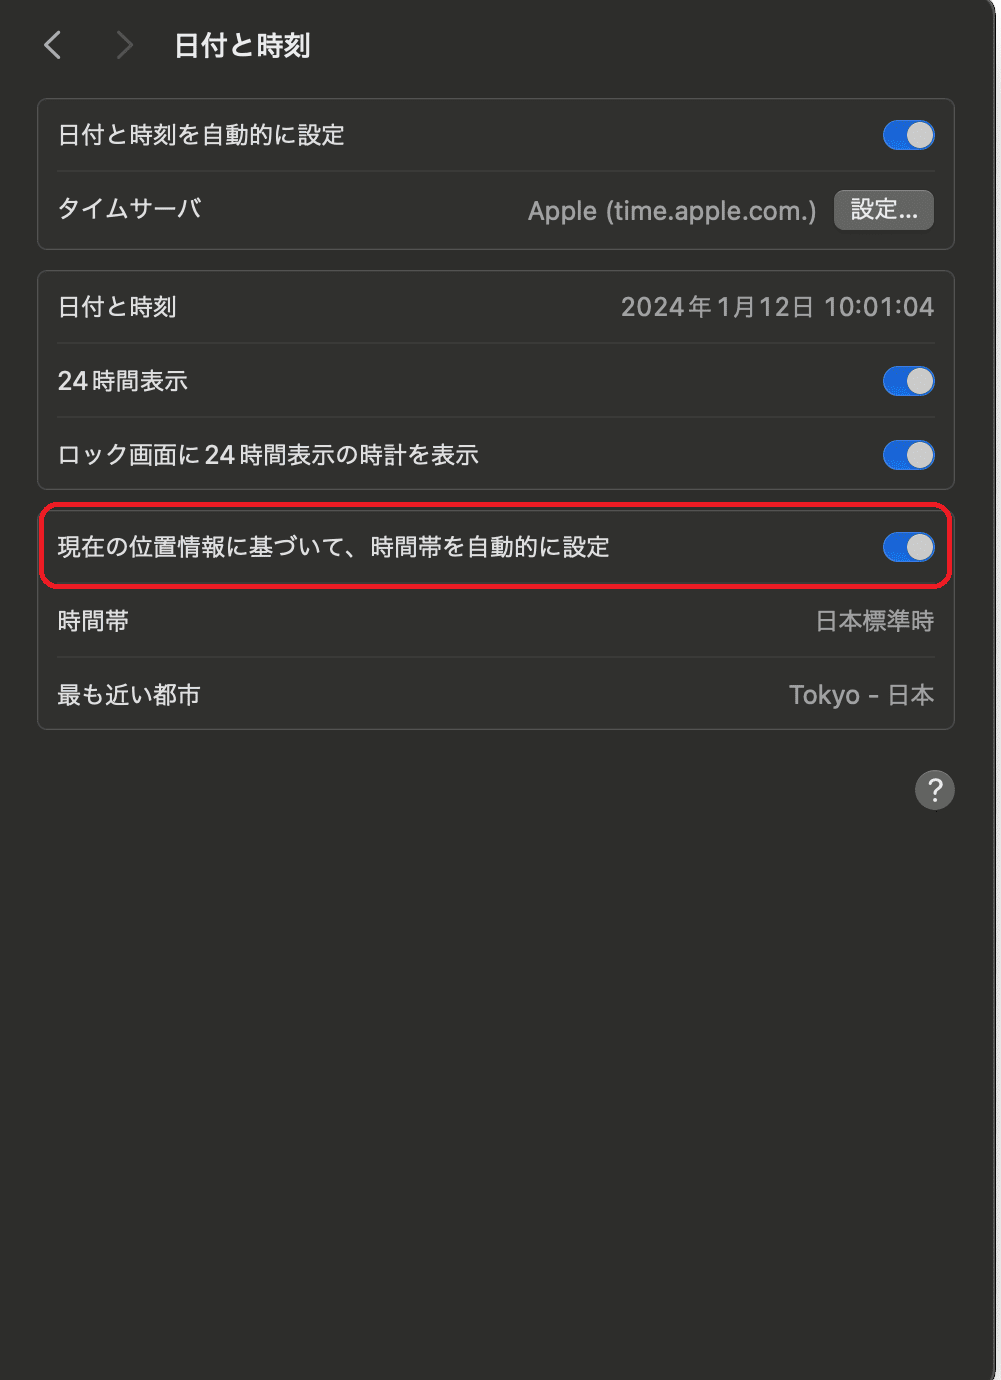 日付と時刻
日付と時刻を自動的に設定
タイムサーバ Apple (time.apple.com.) 設定...
日付と時刻 2024年1月12日 10:01:04
24時間表示
ロック画面に24時間表示の時計を表示
現在の位置情報に基づいて、時間帯を自動的に設定
時間帯 日本標準時
最も近い都市 Tokyo - 日本
?